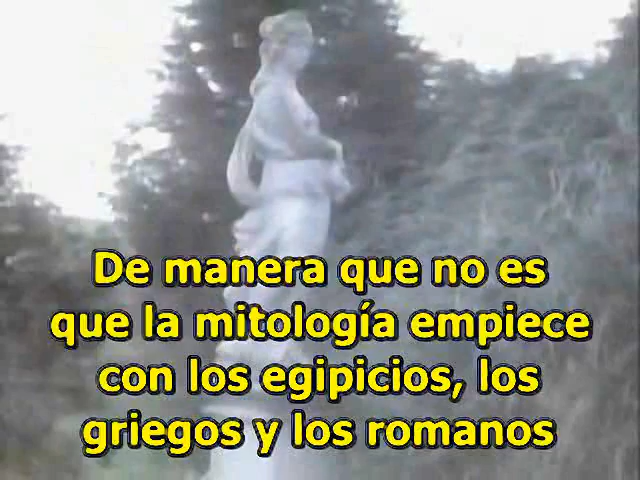 De manera que no es
que la mitología empiece
con los egipicios, los
griegos y los romanos